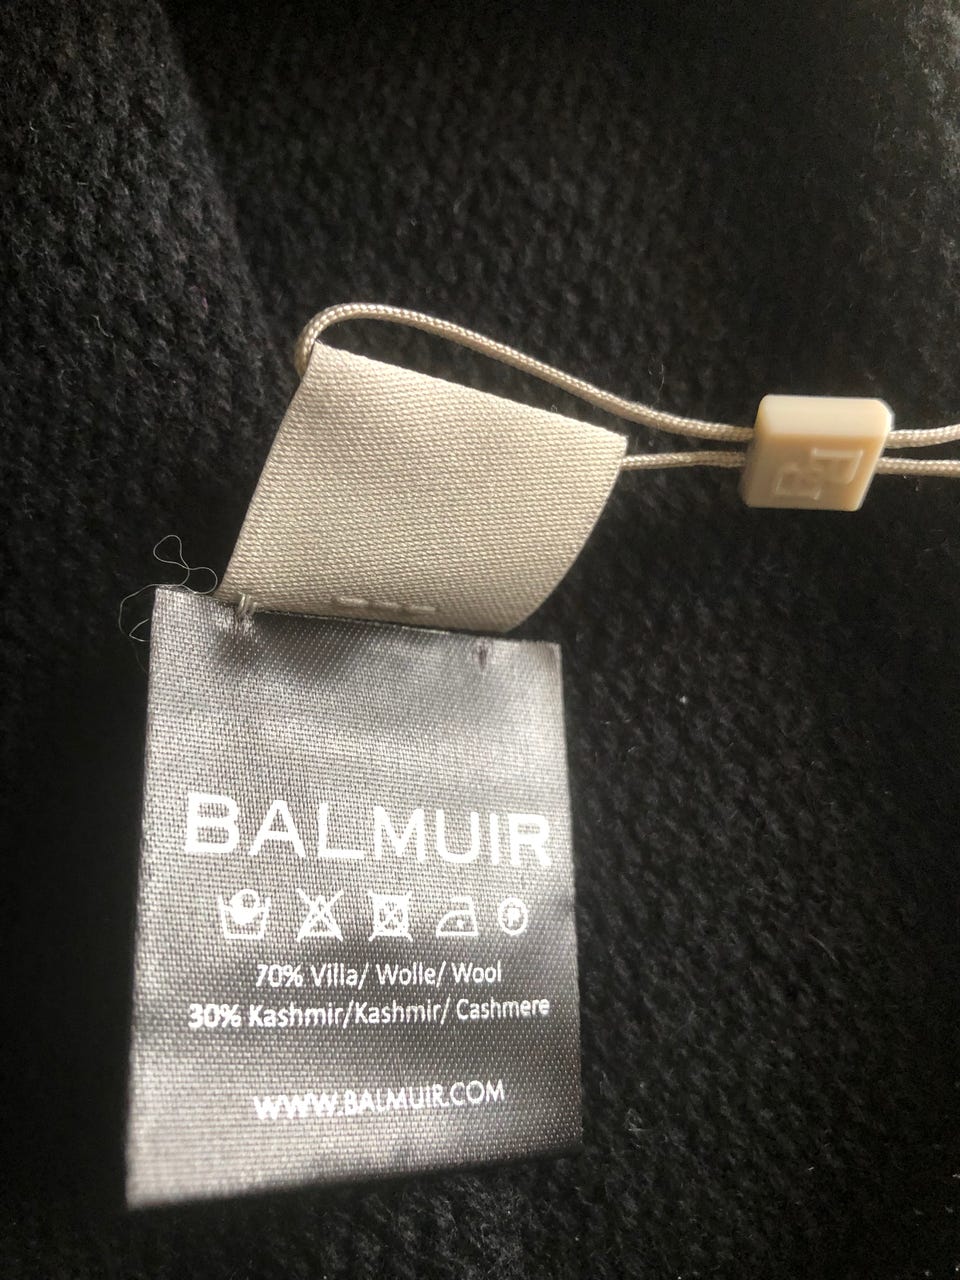 BALMUIR
P
70% Villa/ Wolle/ Wool
30% Kashmir/Kashmir/ Cashmere
WWW.BALMUIR.COM